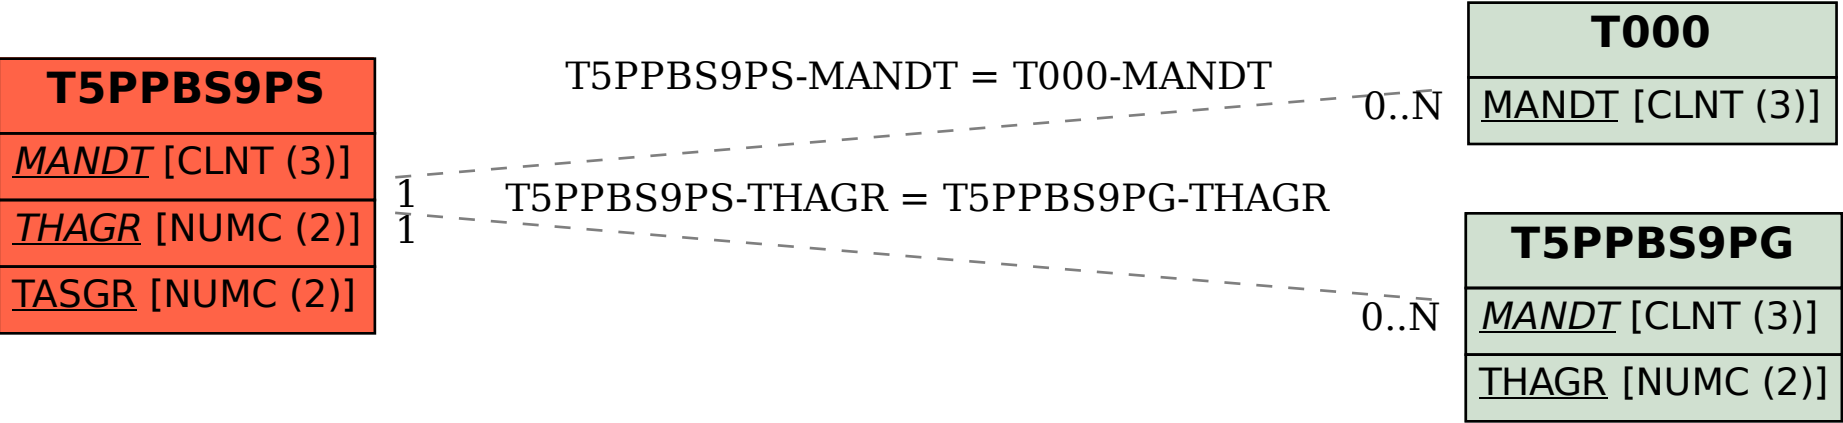 T5PPBS9PS
MANDT [CLNT (3)]
THAGR [NUMC (2)]
TASGR [NUMC (2)]
T5PPBS9PS-MANDT = T000-MANDT
1
0..N
T5PPBS9PS-THAGR = T5PPBS9PG-THAGR
1
0..N
T000
MANDT [CLNT (3)]
T5PPBS9PG
MANDT [CLNT (3)]
THAGR [NUMC (2)]